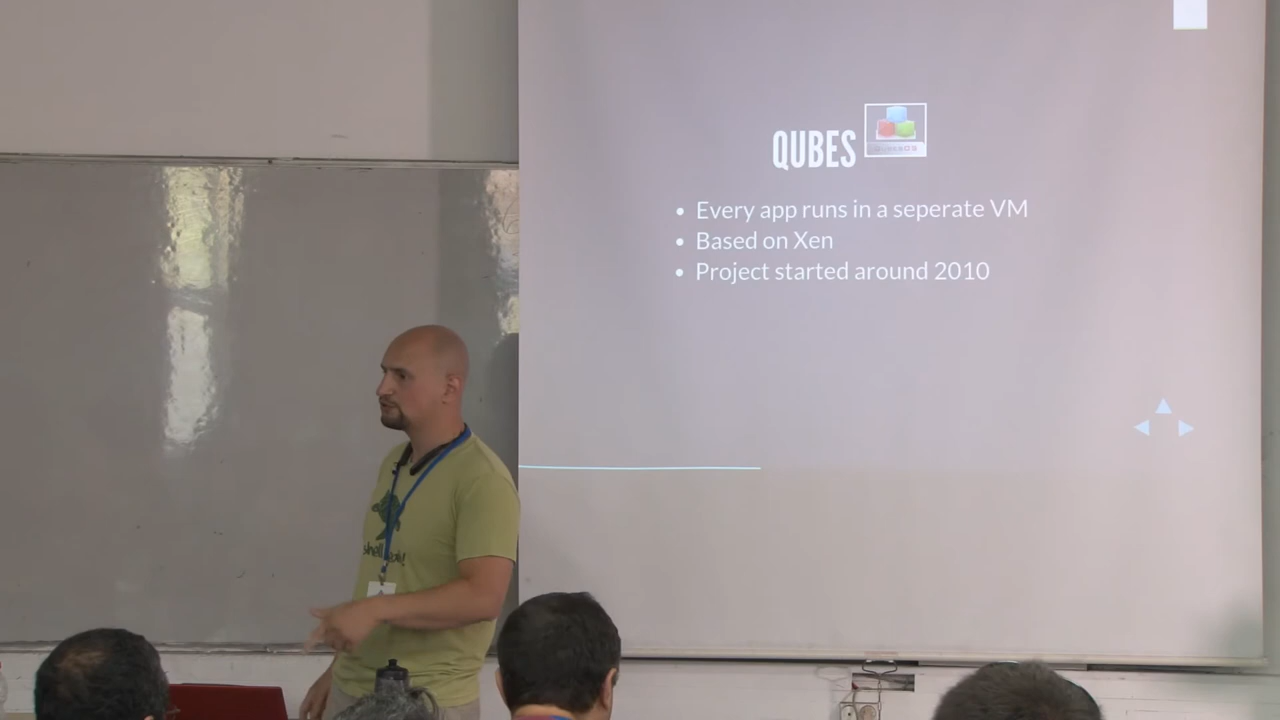 QUBES
• Every app runs in a seperate VM
• Based on Xen
• Project started around 2010